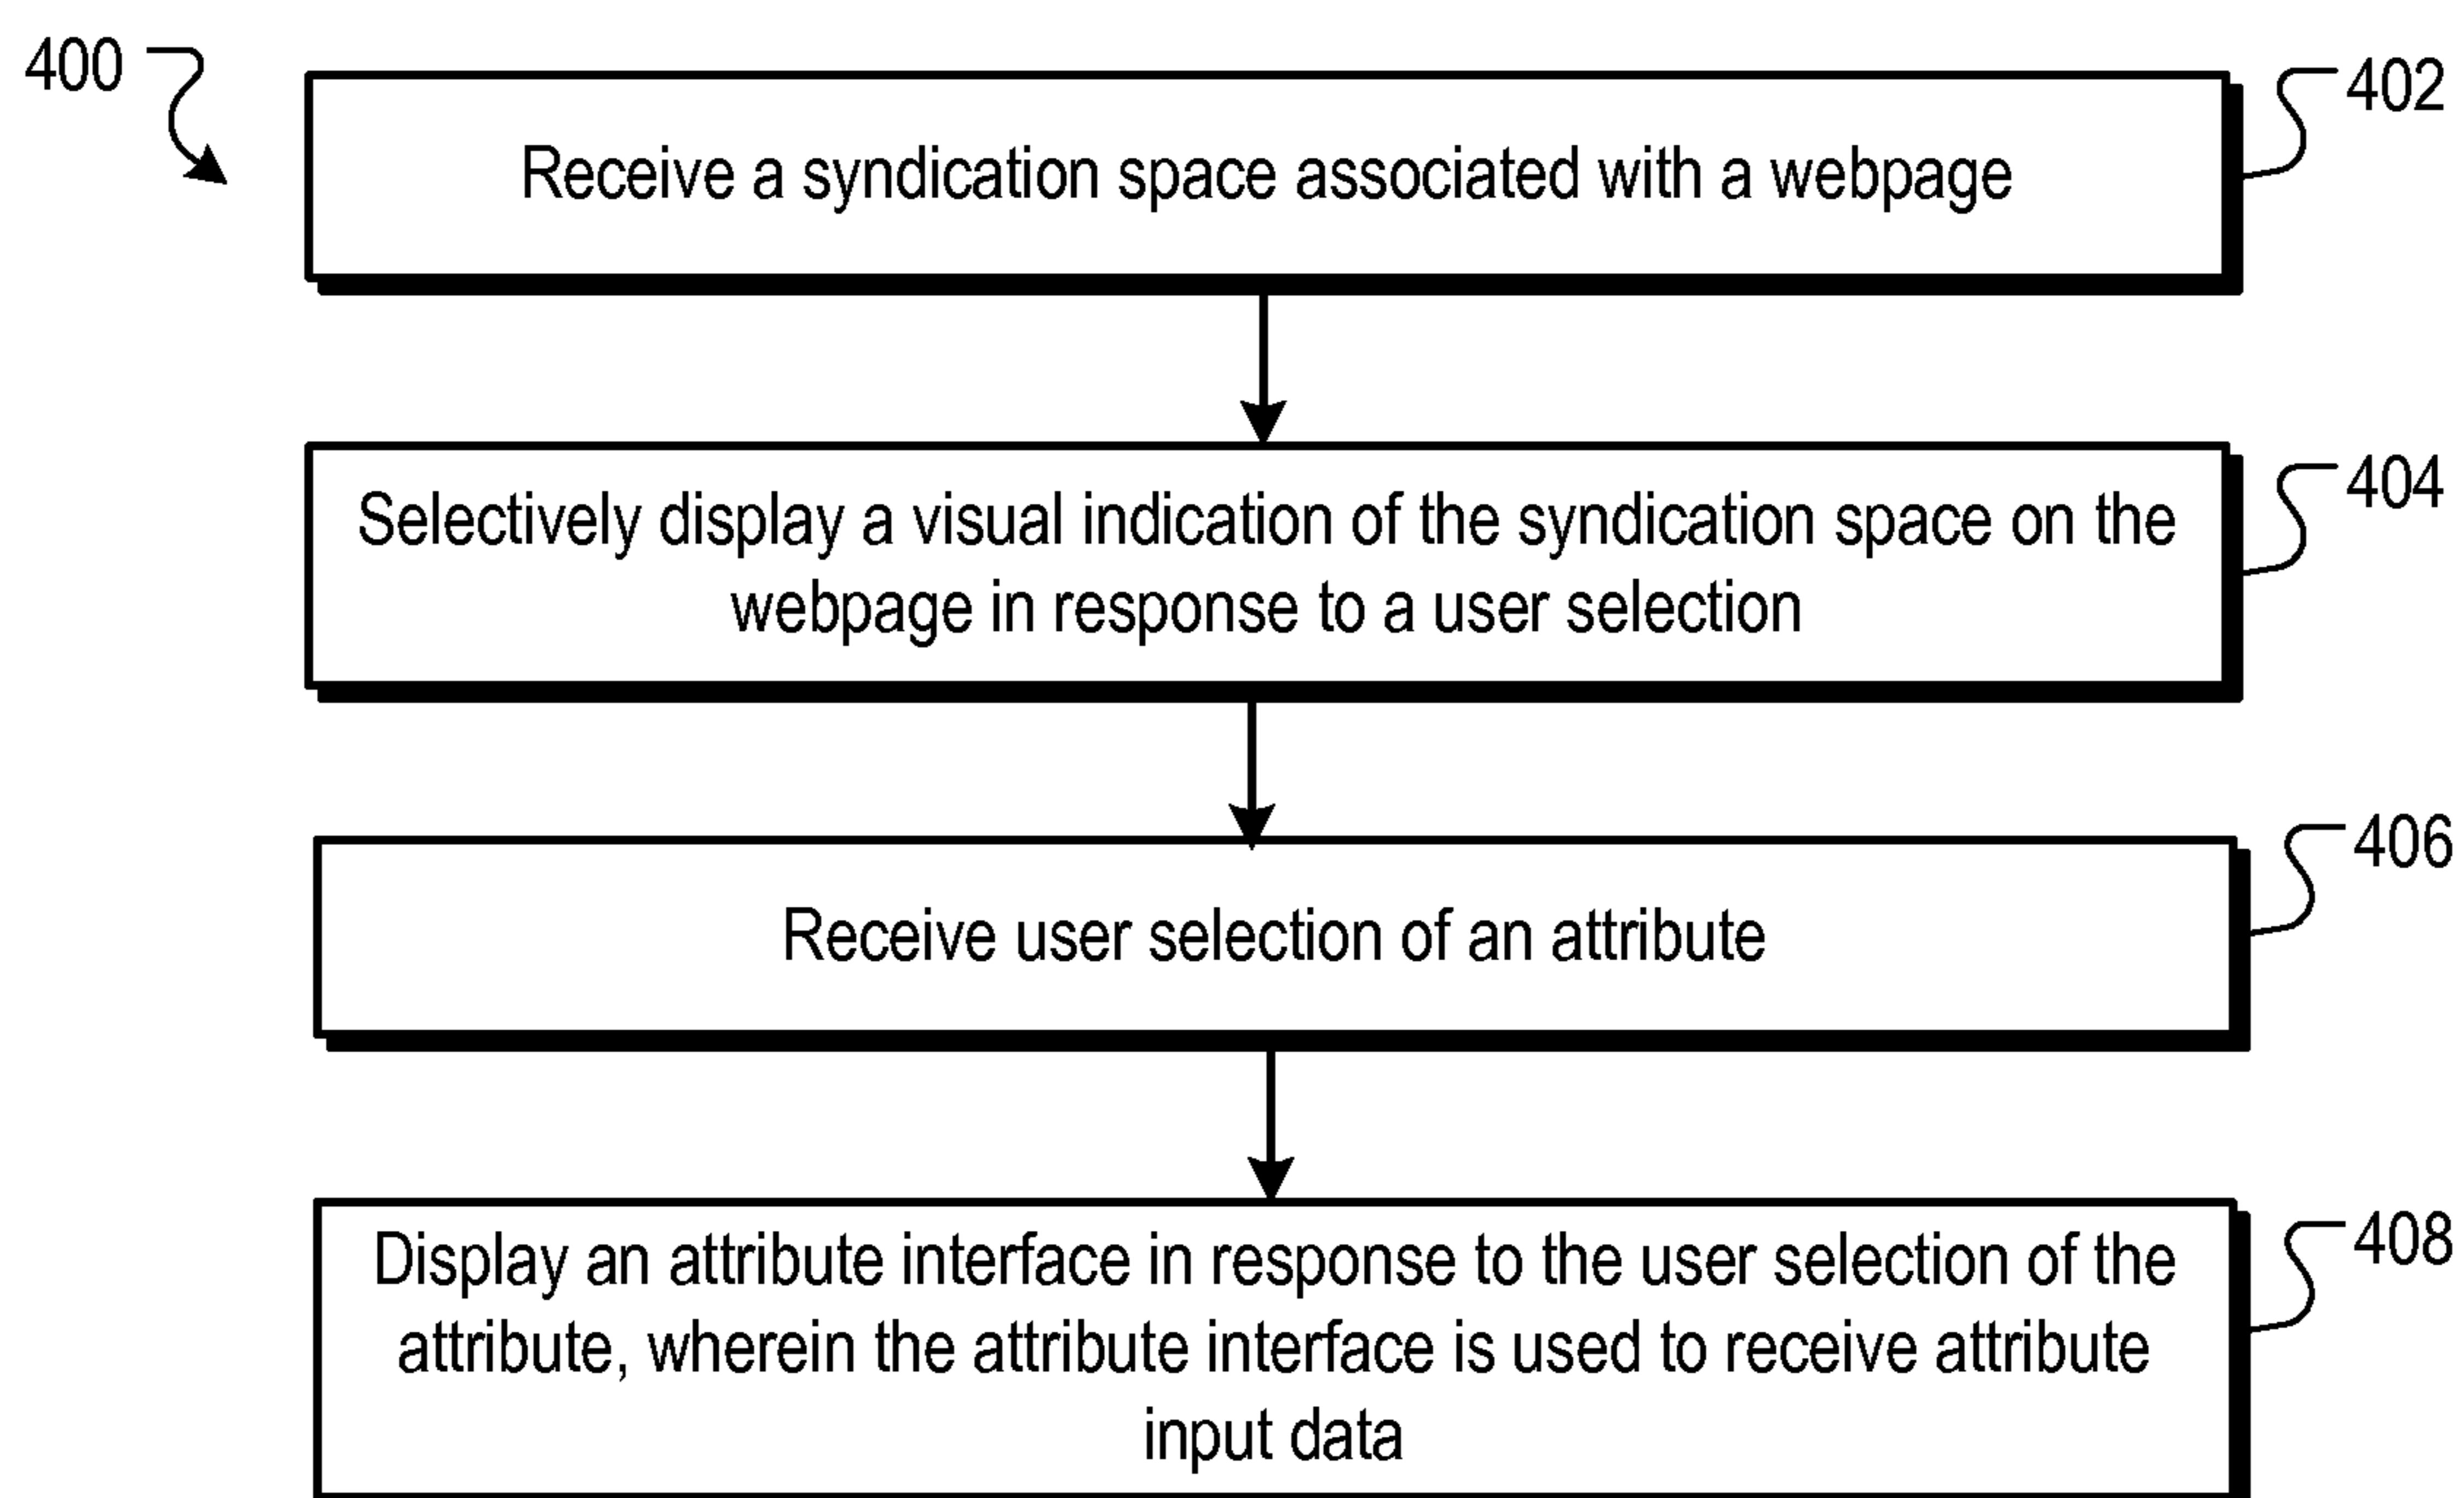 400
402
Receive a syndication space associated with a webpage
404
Selectively display a visual indication of the syndication space on the
webpage in response to a user selection
406
Receive user selection of an attribute
408
Display an attribute interface in response to the user selection of the
attribute, wherein the attribute interface is used to receive attribute
input data